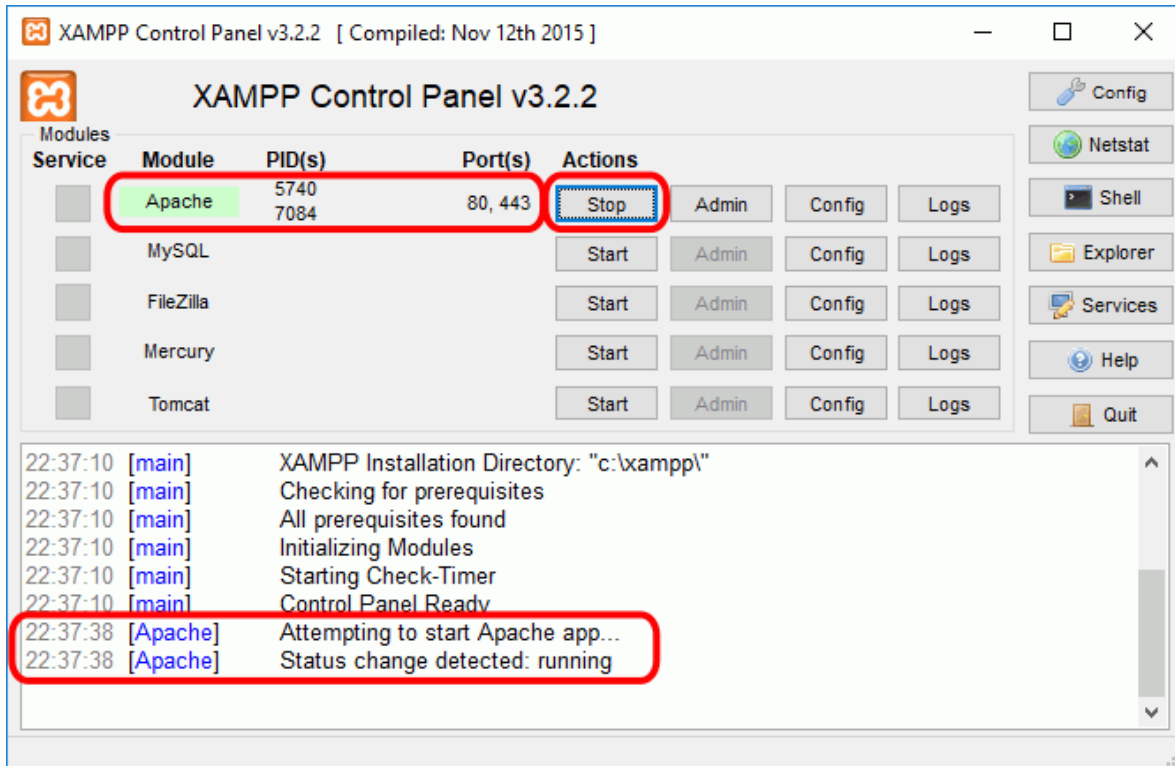 XAMPP Control Panel v3.2.2 [ Compiled: Nov 12th 2015 ]
XAMPP Control Panel v3.2.2
Config
Modules
Netstat
Service Module PID(s) Port(s) Actions
Apache 5740 7084 80, 443 Stop Admin Config Logs
Shell
MySQL Start Admin Config Logs
Explorer
FileZilla Start Admin Config Logs
Services
Mercury Start Admin Config Logs
Help
Tomcat Start Admin Config Logs
Quit
22:37:10 [main] XAMPP Installation Directory: "c:\xampp\"
22:37:10 [main] Checking for prerequisites
22:37:10 [main] All prerequisites found
22:37:10 [main] Initializing Modules
22:37:10 [main] Starting Check-Timer
22:37:10 [main] Control Panel Ready
22:37:38 [Apache] Attempting to start Apache app...
22:37:38 [Apache] Status change detected: running